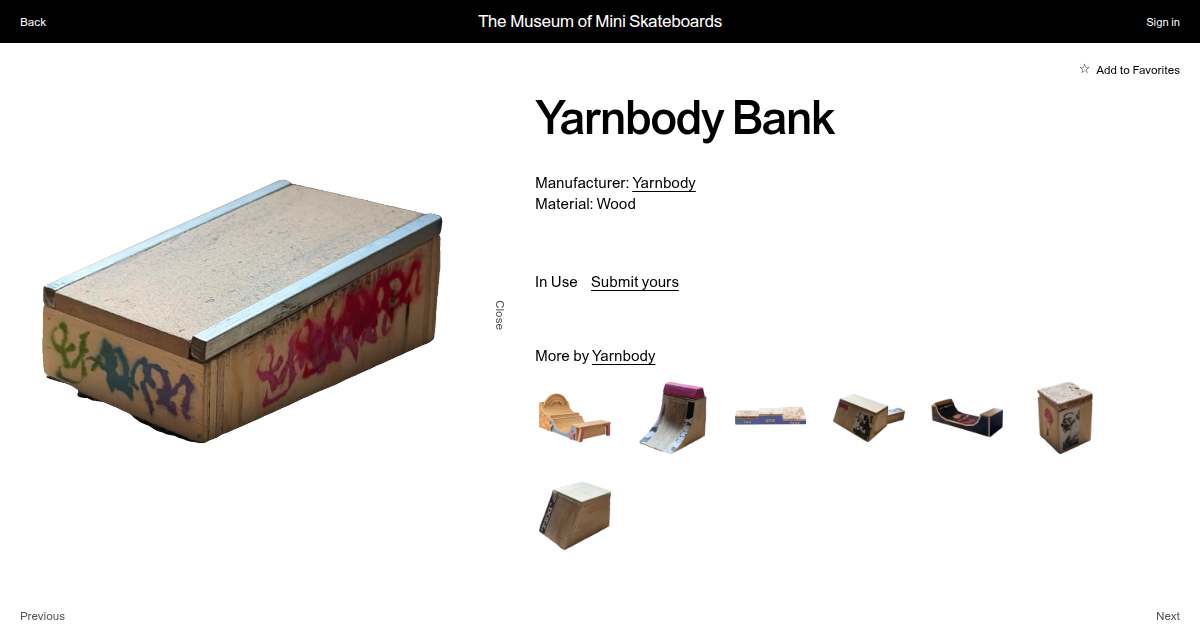 Back
The Museum of Mini Skateboards
Sign in
☆ Add to Favorites
Yarnbody Bank
Manufacturer: Yarnbody
Material: Wood
In Use Submit yours
Close
More by Yarnbody
Previous
Next